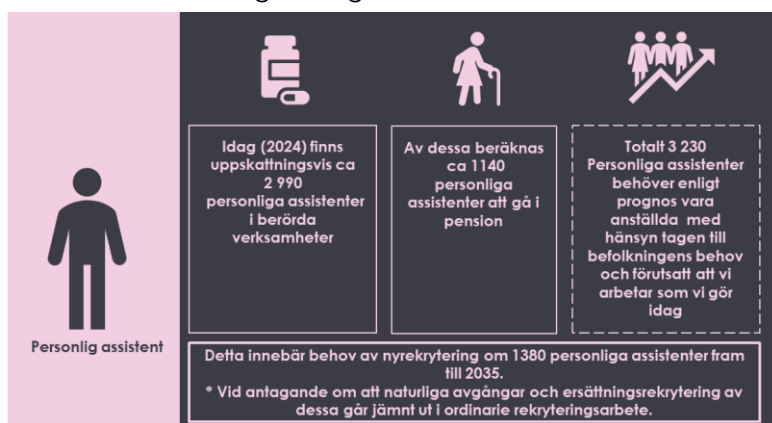 Idag (2024) finns
uppskattningsvis ca
2 990
personliga assistenter
i berörda
verksamheter
Av dessa beräknas
ca 1140
personliga
assistenter att gå i
pension
Totalt 3 230
Personliga assistenter
behöver enligt
prognos vara
anställda med
hänsyn tagen till
befolkningens behov
och förutsatt att vi
arbetar som vi gör
idag
Personlig assistent
Detta innebär behov av nyrekrytering om 1380 personliga assistenter fram
till 2035.
* Vid antagande om att naturliga avgångar och ersättningsrekrytering av
dessa går jämnt ut i ordinarie rekryteringsarbete.